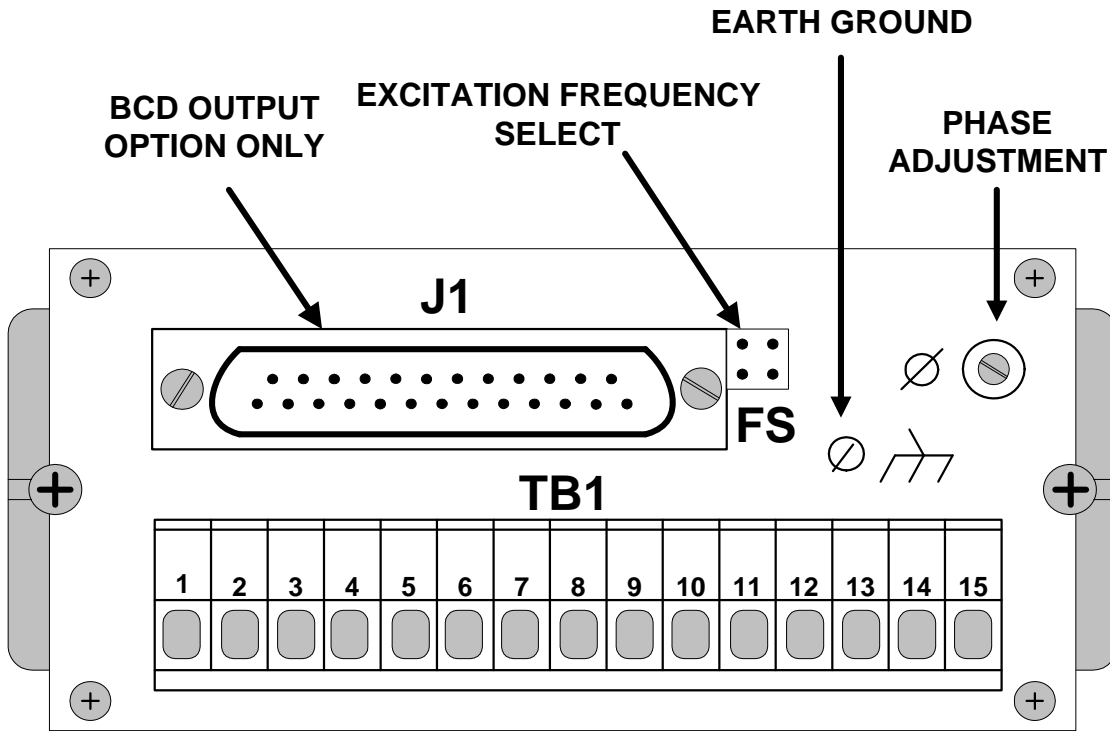 EARTH GROUND
BCD OUTPUT
OPTION ONLY
EXCITATION FREQUENCY
SELECT
PHASE
ADJUSTMENT
J1
FS
TB1
1 2 3 4 5 6 7 8 9 10 11 12 13 14 15